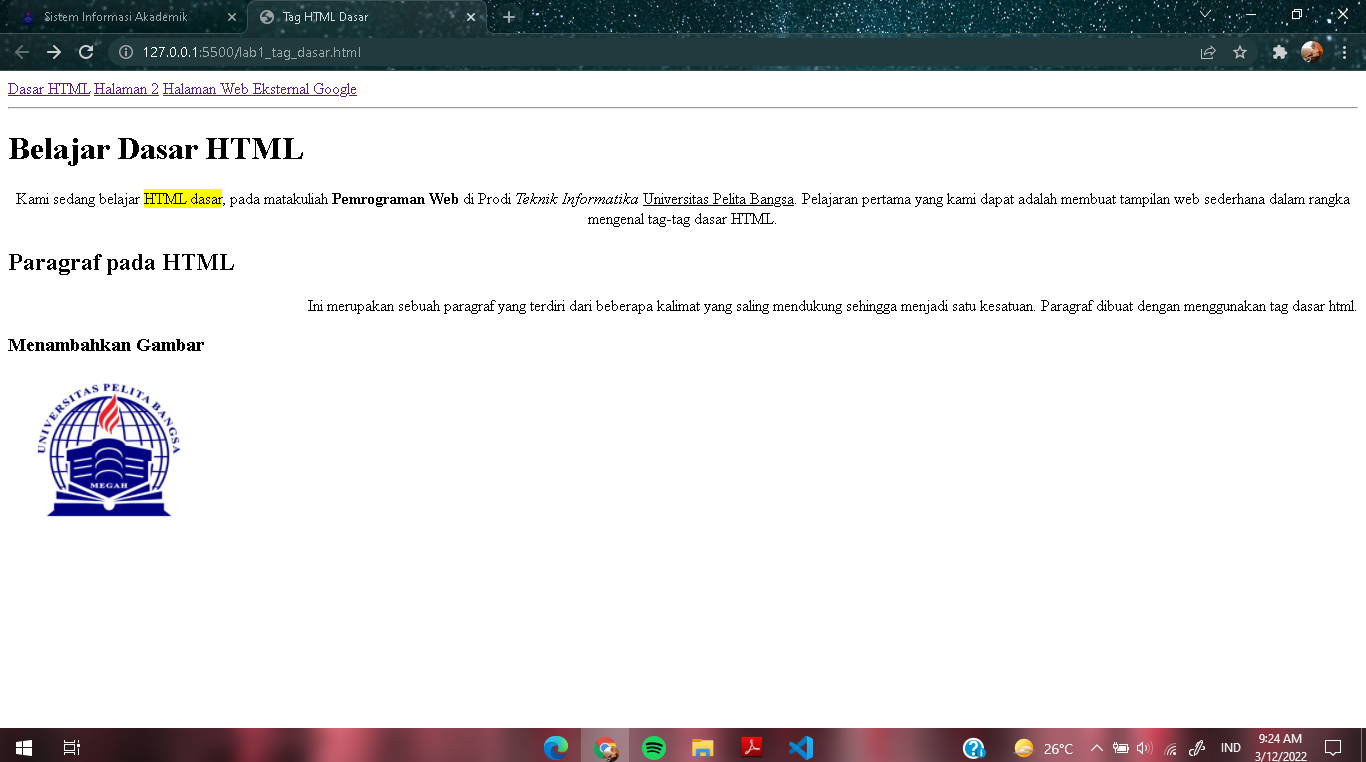 Sistem Informasi Akademik
Tag HTML Dasar
127.0.0.1:5500/lab1_tag_dasar.html
Dasar HTML Halaman 2 Halaman Web Eksternal Google
Belajar Dasar HTML
Kami sedang belajar HTML dasar, pada matakuliah Pemrograman Web di Prodi Teknik Informatika Universitas Pelita Bangsa. Pelajaran pertama yang kami dapat adalah membuat tampilan web sederhana dalam rangka
mengenal tag-tag dasar HTML.
Paragraf pada HTML
Ini merupakan sebuah paragraf yang terdiri dari beberapa kalimat yang saling mendukung sehingga menjadi satu kesatuan. Paragraf dibuat dengan menggunakan tag dasar html.
Menambahkan Gambar
UNIVERSITAS PELITA BANGSA
MEGAH
26°C
IND
9:24 AM
3/12/2022